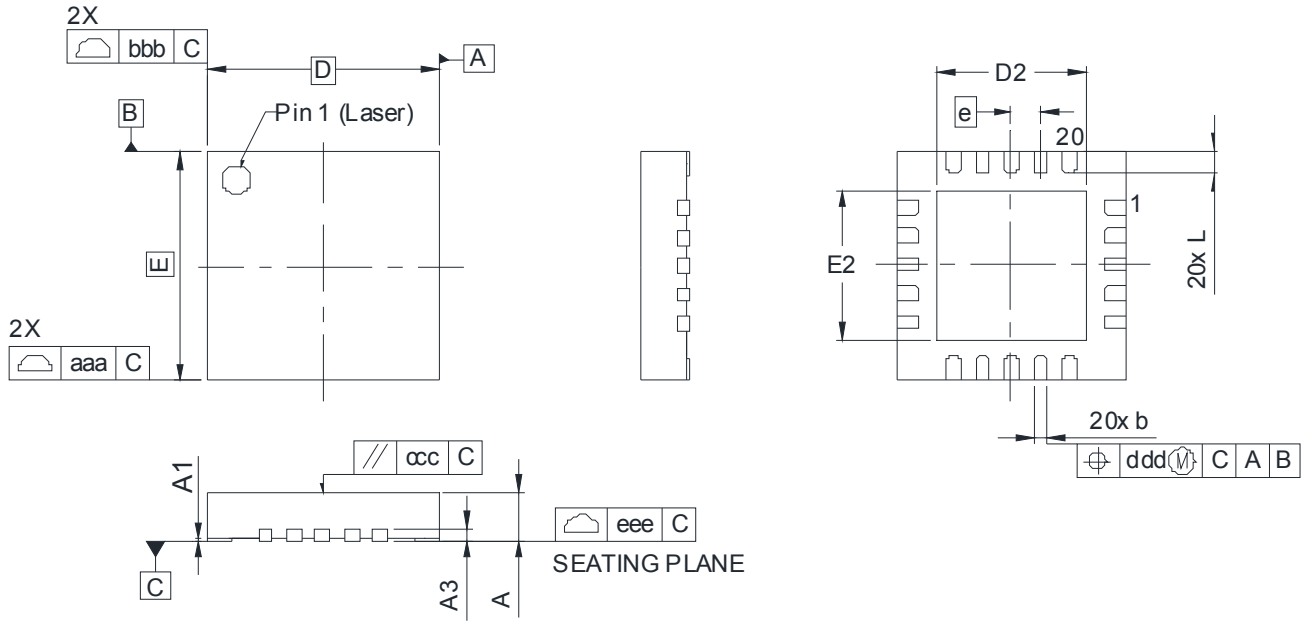 2X
bbb C
D
A
B
Pin 1 (Laser)
E
2X
aaa C
D2
e
20
1
E2
20x L
20x b
ddd M C A B
// ccc C
A1
C
A3
A
eee C
SEATING PLANE